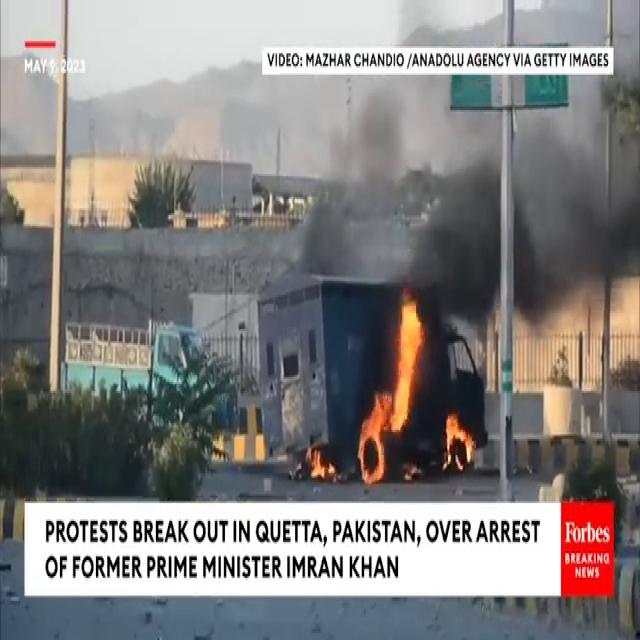 MAY 9, 2023
VIDEO: MAZHAR CHANDIO /ANADOLU AGENCY VIA GETTY IMAGES
PROTESTS BREAK OUT IN QUETTA, PAKISTAN, OVER ARREST
OF FORMER PRIME MINISTER IMRAN KHAN
Forbes
BREAKING
NEWS
Forbes